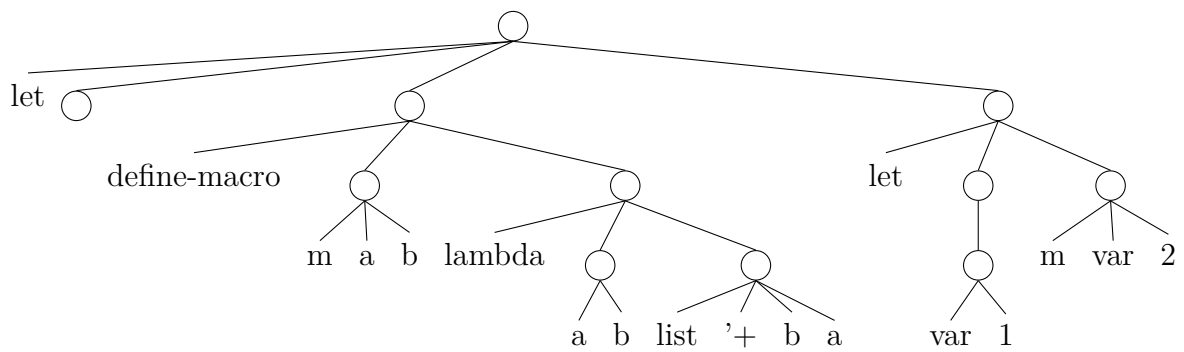 let
define-macro let
m a b lambda m var 2
a b list '+ b a var 1